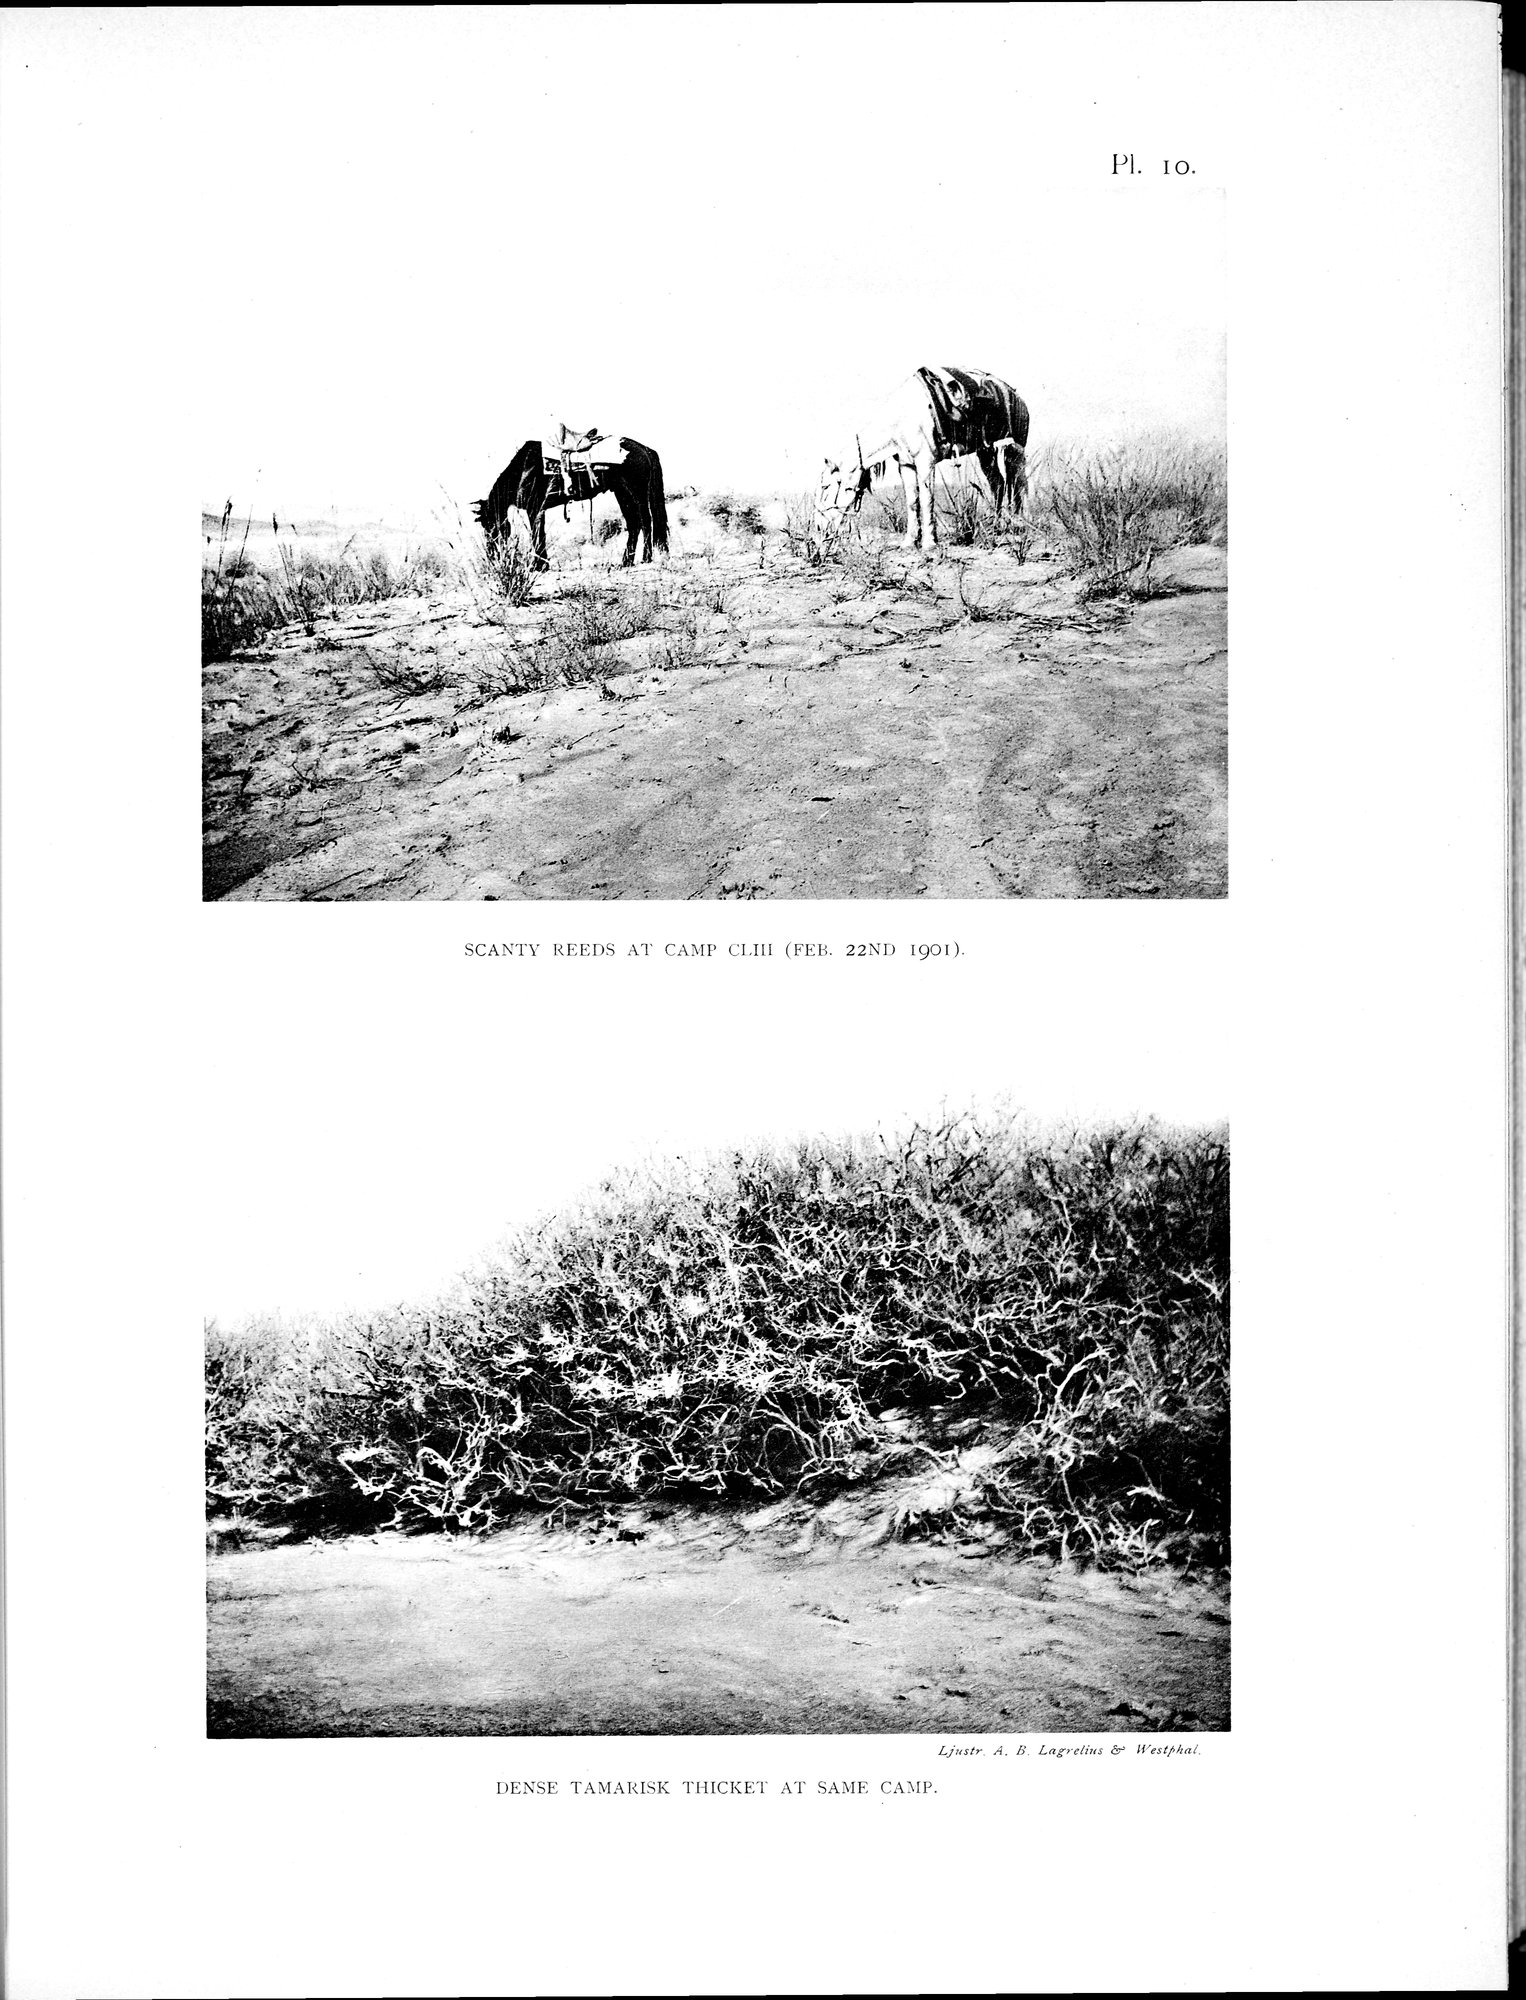 Pl. 10.
SCANTY REEDS AT CAMP CLIII (FEB. 22ND 1901).
Ljustr. A. B. Lagrelius & Westphal.
DENSE TAMARISK THICKET AT SAME CAMP.